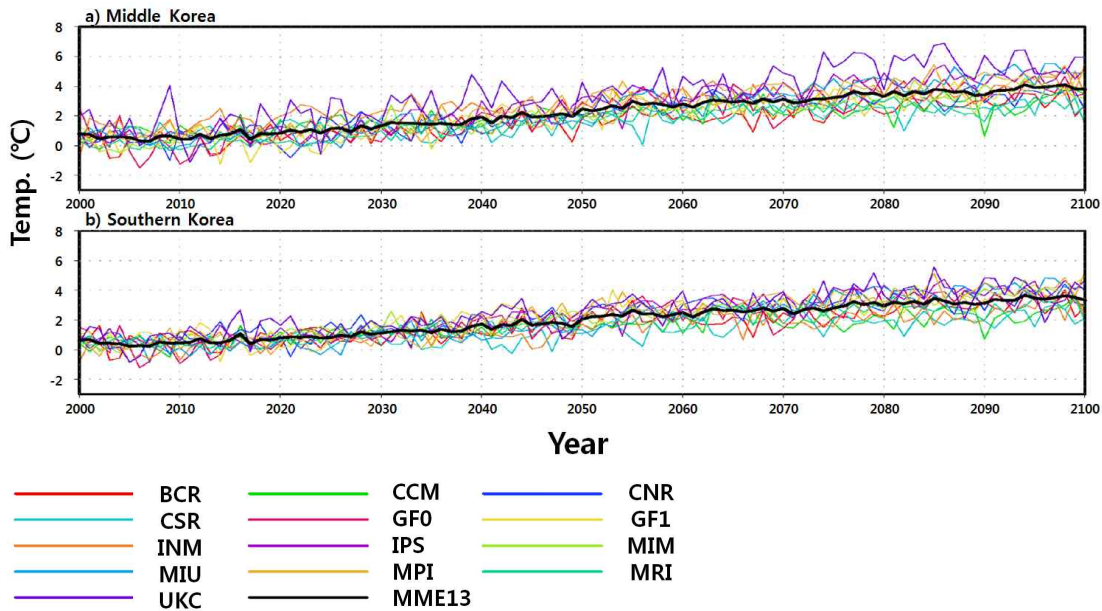 a) Middle Korea
8
6
4
2
0
-2
2000 2010 2020 2030 2040 2050 2060 2070 2080 2090 2100
b) Southern Korea
8
6
4
2
0
-2
2000 2010 2020 2030 2040 2050 2060 2070 2080 2090 2100
Temp. (℃)
Year
BCR CCM CNR
CSR GF0 GF1
INM IPS MIM
MIU MPI MRI
UKC MME13